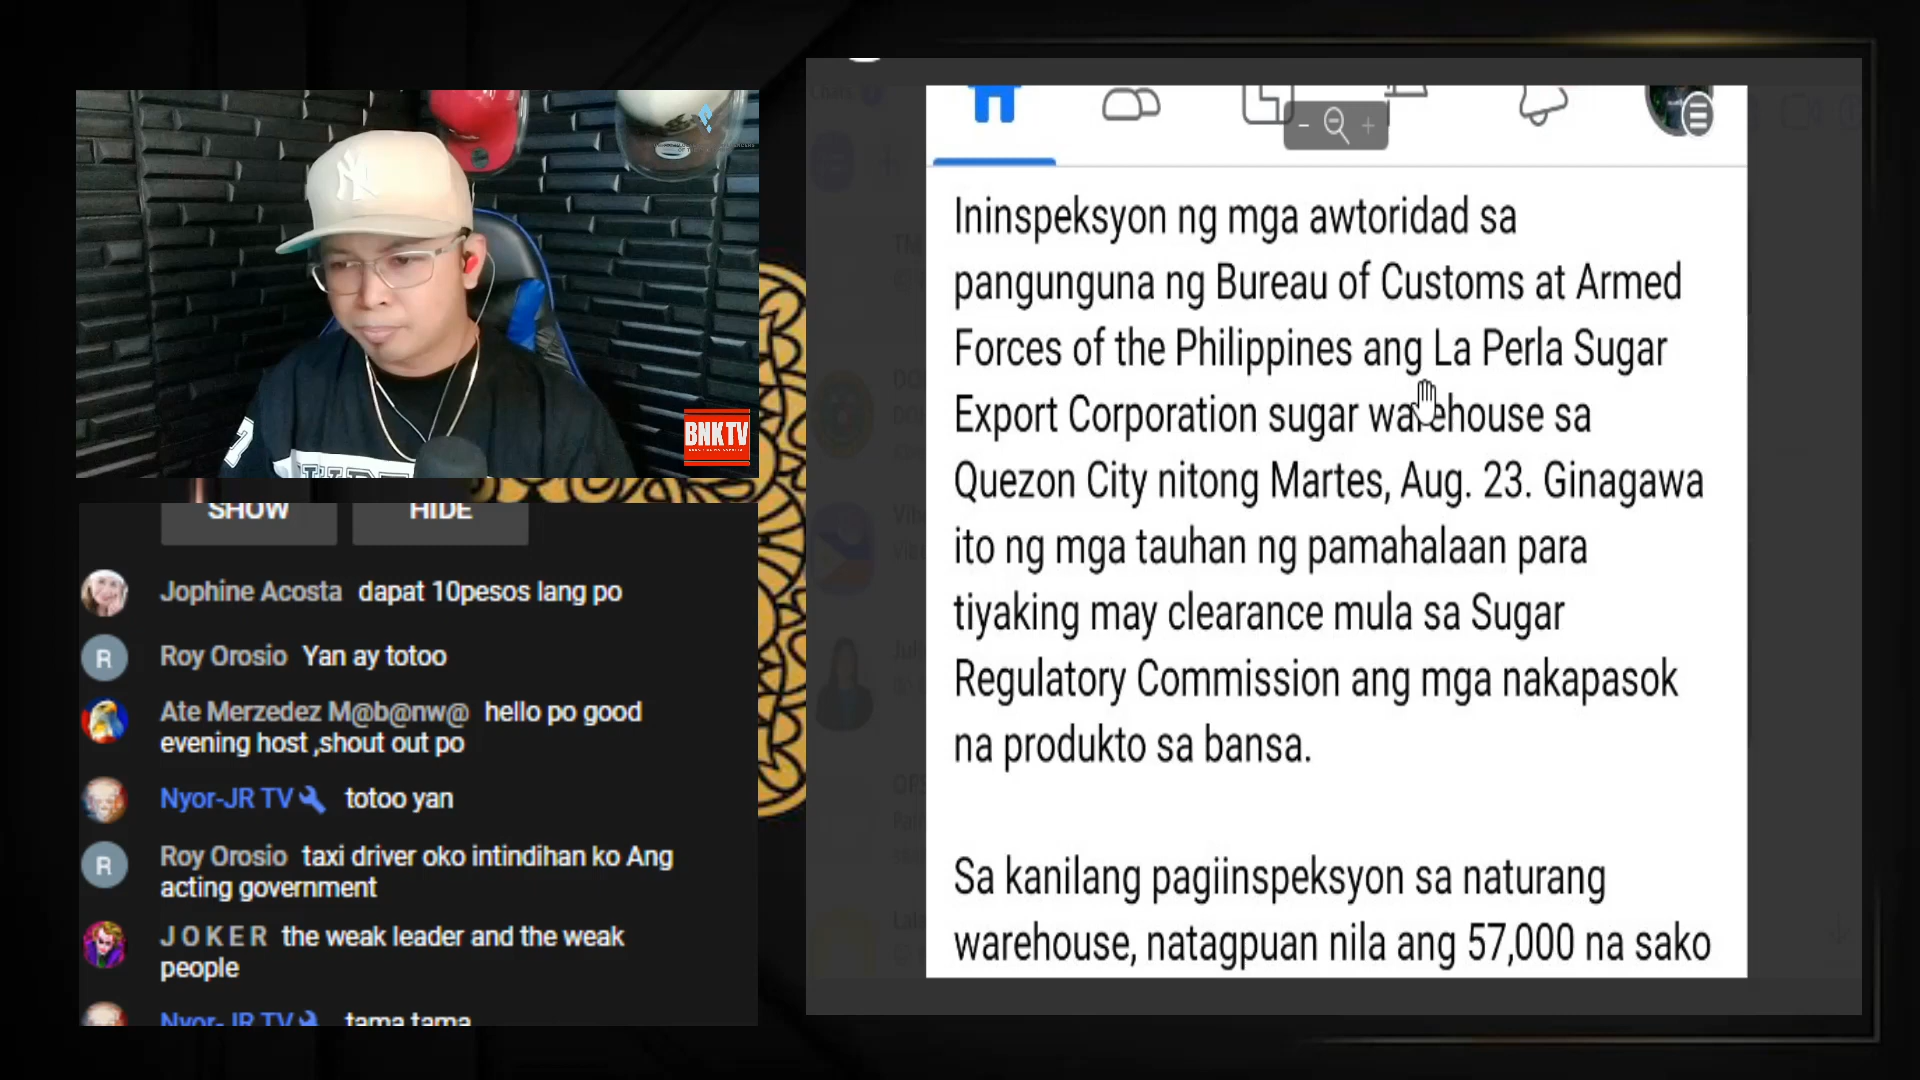 BNKTV
SHOW HIDE
Jophine Acosta dapat 10pesos lang po
R Roy Orosio Yan ay totoo
Ate Merzedez M@b@nw@ hello po good
evening host ,shout out po
Nyor-JR TV totoo yan
R Roy Orosio taxi driver oko intindihan ko Ang
acting government
J O K E R the weak leader and the weak
people
Nyor-JR TV tama tama
Ininspeksyon ng mga awtoridad sa
pangunguna ng Bureau of Customs at Armed
Forces of the Philippines ang La Perla Sugar
Export Corporation sugar warehouse sa
Quezon City nitong Martes, Aug. 23. Ginagawa
ito ng mga tauhan ng pamahalaan para
tiyaking may clearance mula sa Sugar
Regulatory Commission ang mga nakapasok
na produkto sa bansa.
Sa kanilang pagiinspeksyon sa naturang
warehouse, natagpuan nila ang 57,000 na sako